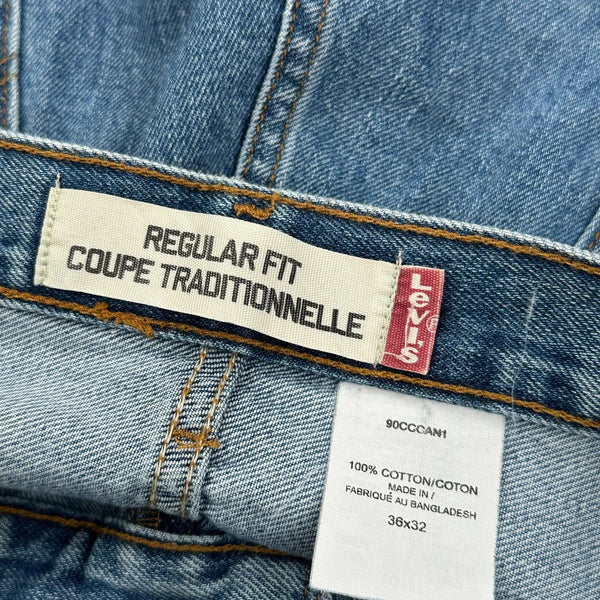 REGULAR FIT
COUPE TRADITIONNELLE
Levi's
®
90CCCAN1
100% COTTON/COTON
MADE IN /
FABRIQUÉ AU BANGLADESH
36x32